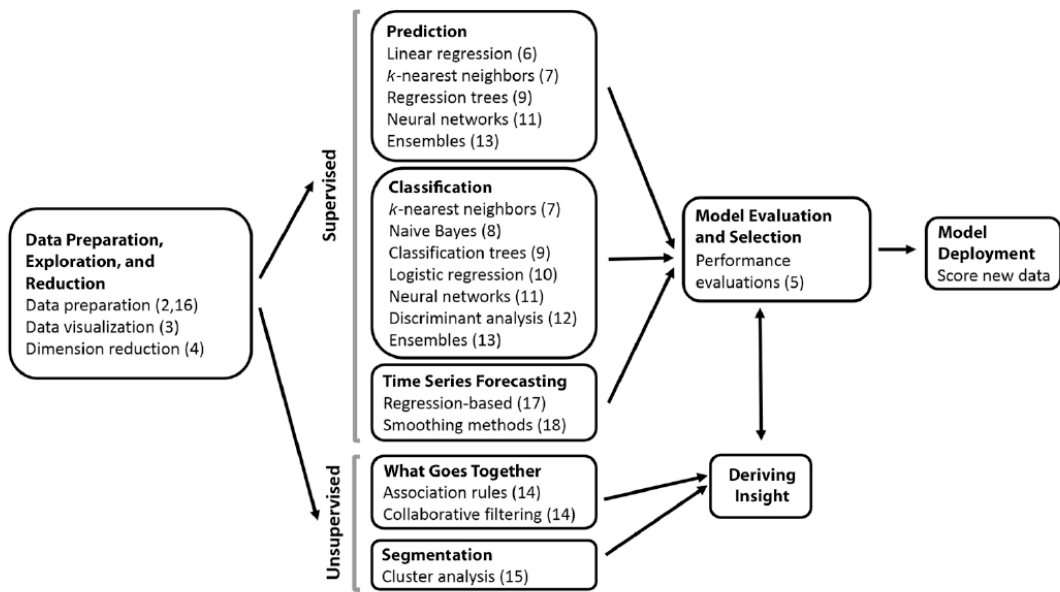 Data Preparation,
Exploration, and
Reduction
Data preparation (2,16)
Data visualization (3)
Dimension reduction (4)
Supervised
Prediction
Linear regression (6)
k-nearest neighbors (7)
Regression trees (9)
Neural networks (11)
Ensembles (13)
Classification
k-nearest neighbors (7)
Naive Bayes (8)
Classification trees (9)
Logistic regression (10)
Neural networks (11)
Discriminant analysis (12)
Ensembles (13)
Time Series Forecasting
Regression-based (17)
Smoothing methods (18)
Unsupervised
What Goes Together
Association rules (14)
Collaborative filtering (14)
Segmentation
Cluster analysis (15)
Model Evaluation
and Selection
Performance
evaluations (5)
Deriving
Insight
Model
Deployment
Score new data